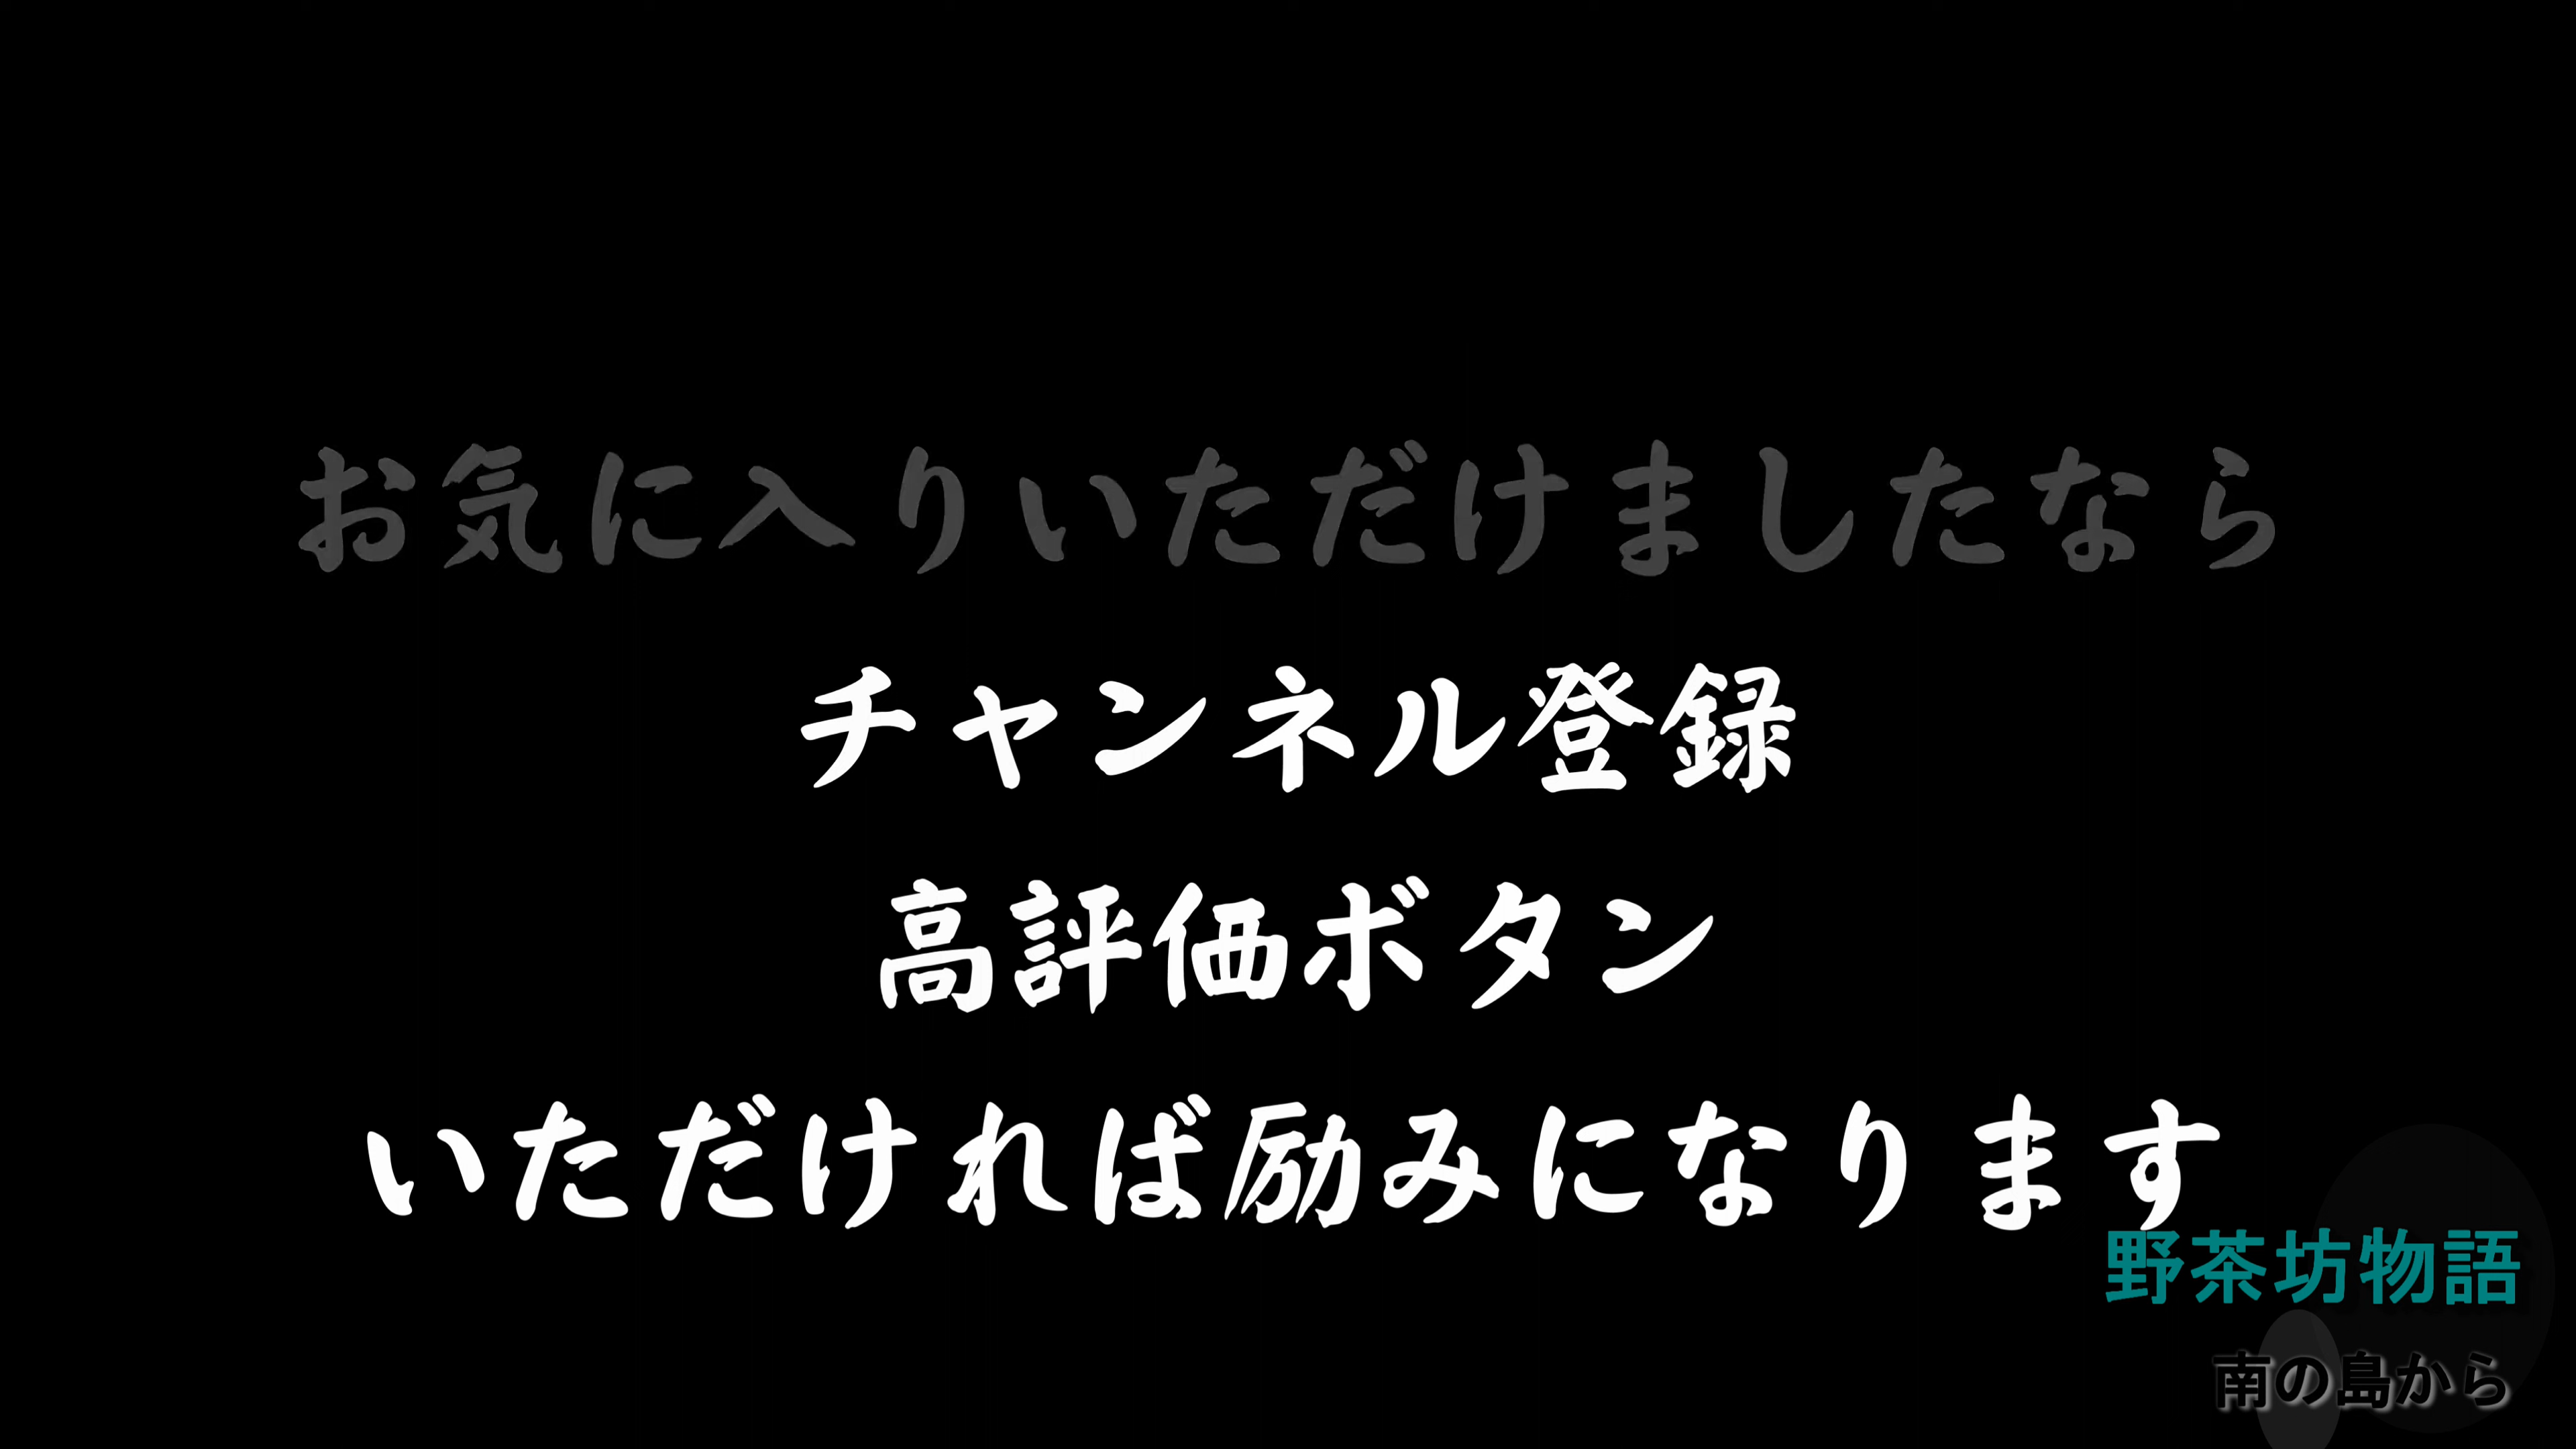 お気に入りいただけましたなら
チャンネル登録
高評価ボタン
いただければ励みになります
野茶坊物語
南の島から